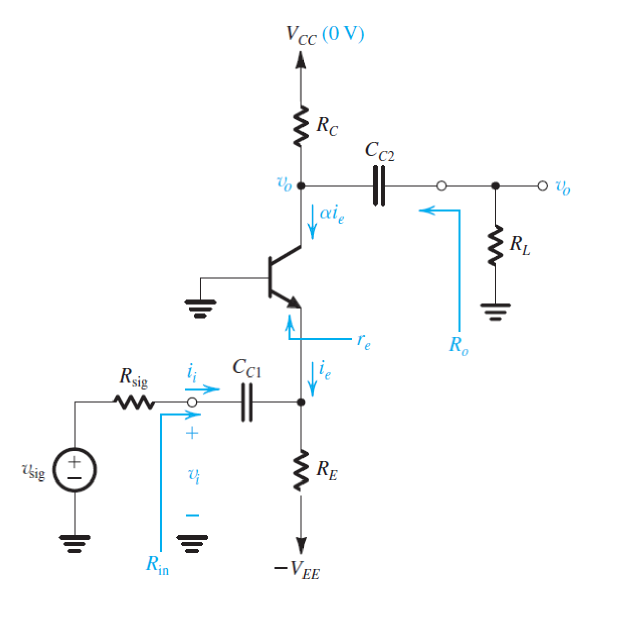 V_CC (0 V)
R_C
C_C2
v_o
v_o
αi_e
R_L
r_e
R_o
R_sig
i_i
C_C1
i_e
+
v_sig
+
−
v_i
R_E
−
R_in
−V_EE